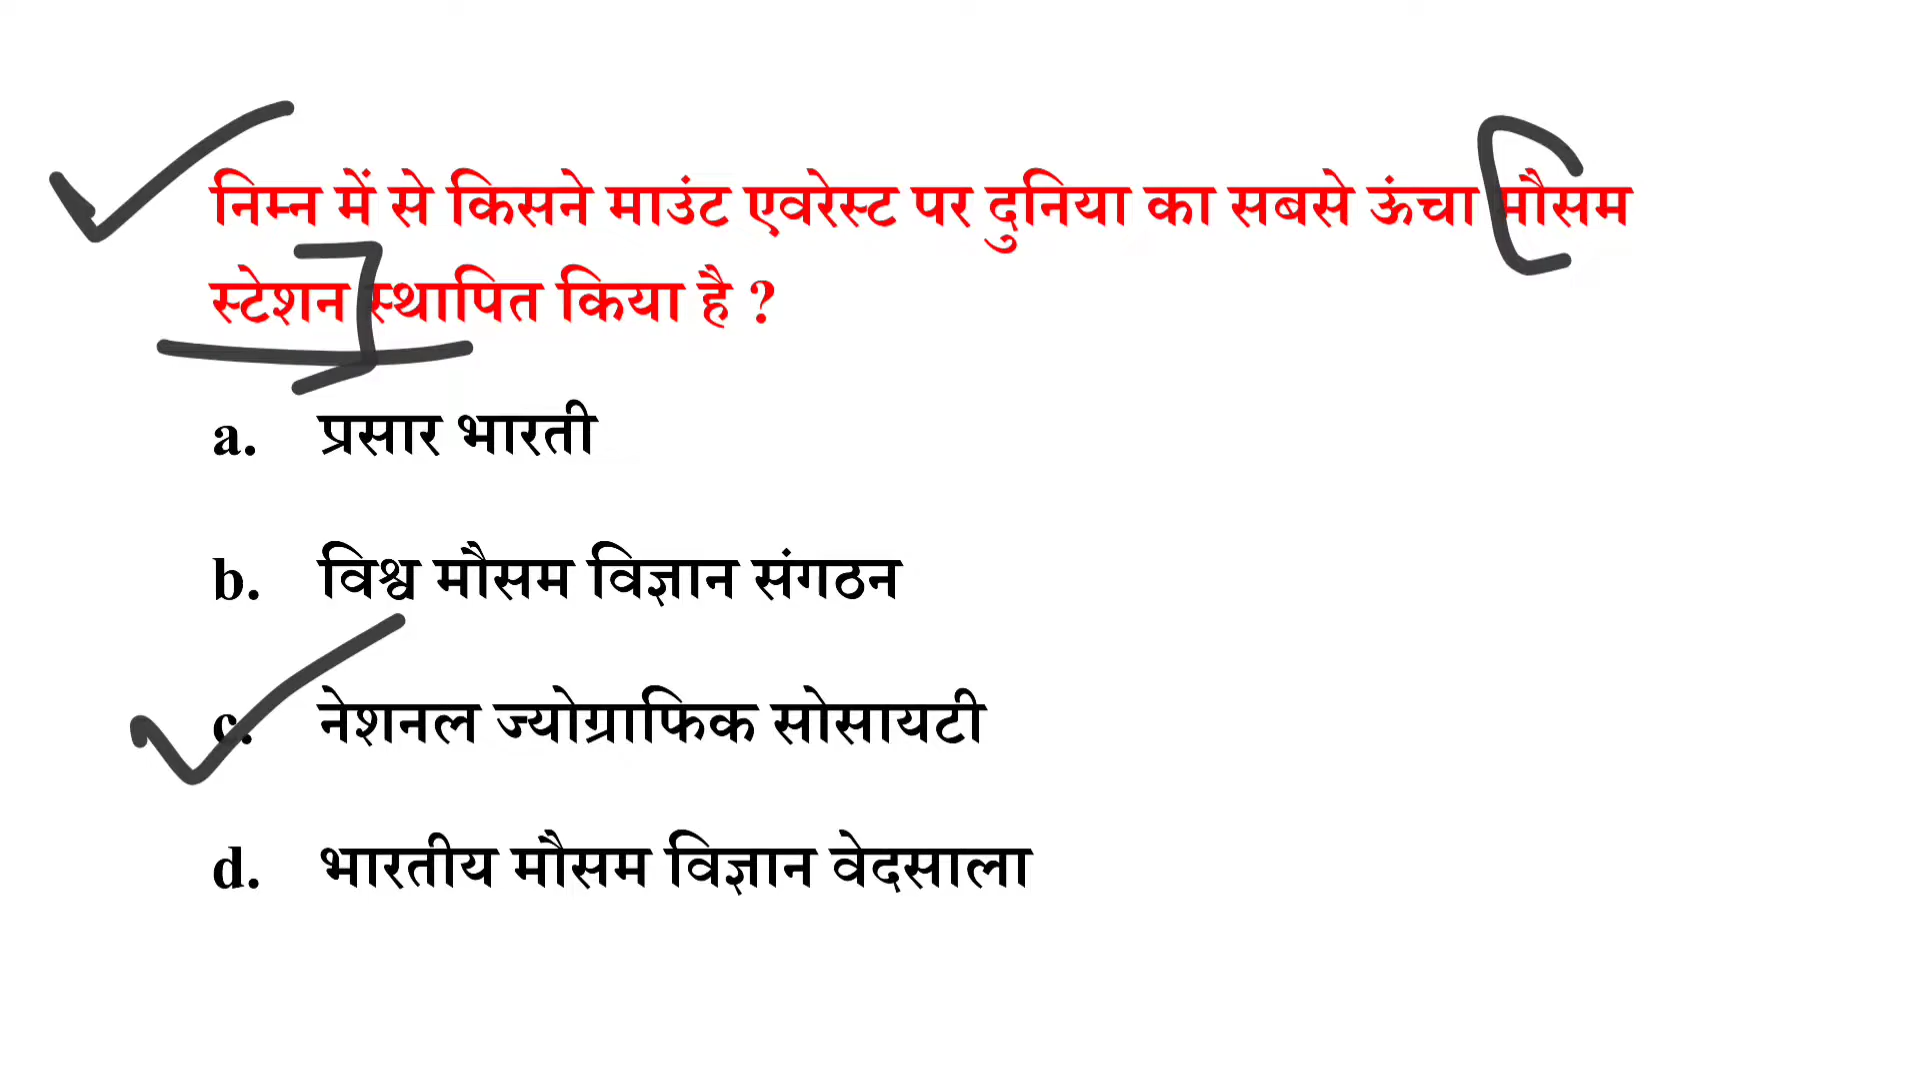 निम्न में से किसने माउंट एवरेस्ट पर दुनिया का सबसे ऊंचा मौसम
स्टेशन स्थापित किया है ?
a. प्रसार भारती
b. विश्व मौसम विज्ञान संगठन
c. नेशनल ज्योग्राफिक सोसायटी
d. भारतीय मौसम विज्ञान वेदसाला